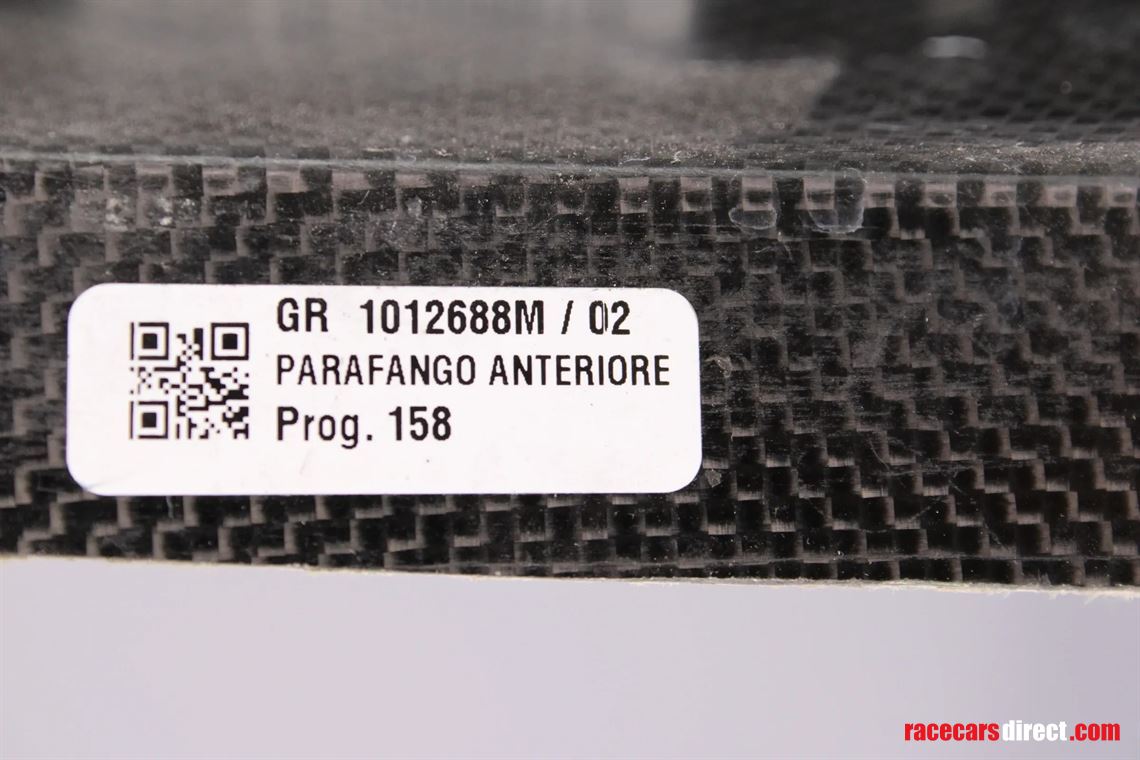 GR 1012688M / 02
PARAFANGO ANTERIORE
Prog. 158
racecarsdirect.com